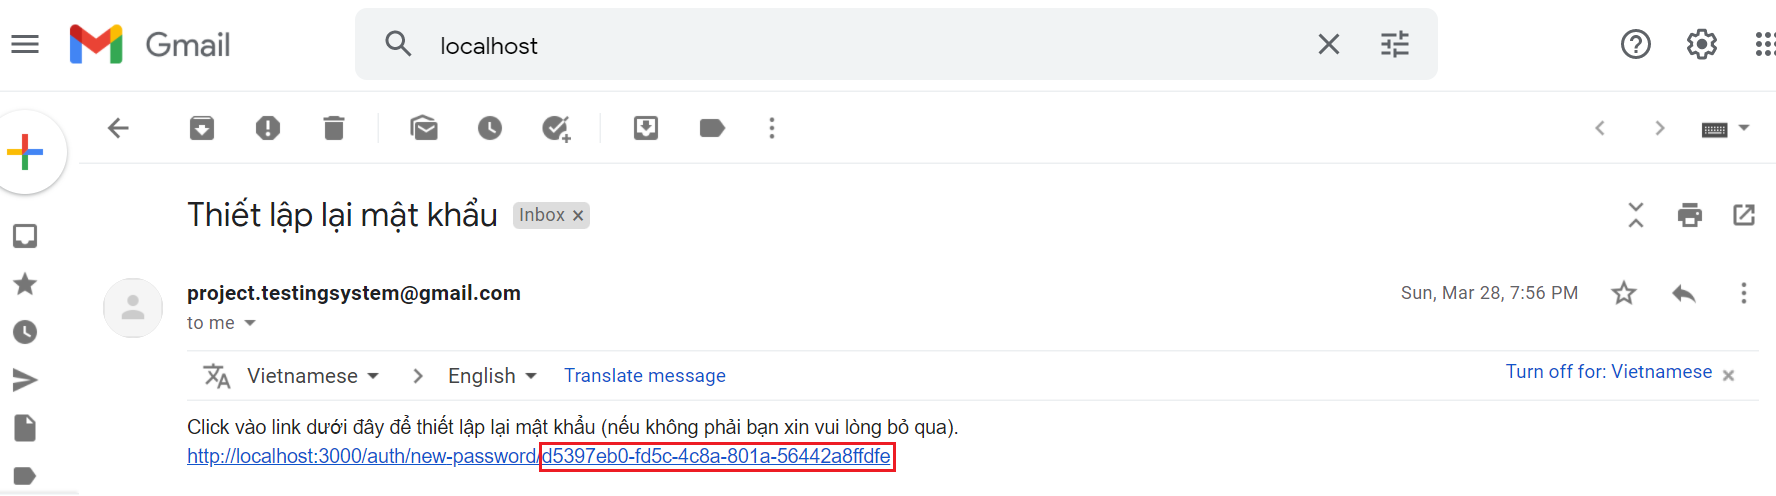 Gmail
localhost
Thiết lập lại mật khẩu Inbox ×
project.testingsystem@gmail.com
Sun, Mar 28, 7:56 PM
to me
Vietnamese > English Translate message
Turn off for: Vietnamese ×
Click vào link dưới đây để thiết lập lại mật khẩu (nếu không phải bạn xin vui lòng bỏ qua).
http://localhost:3000/auth/new-password/d5397eb0-fd5c-4c8a-801a-56442a8ffdfe